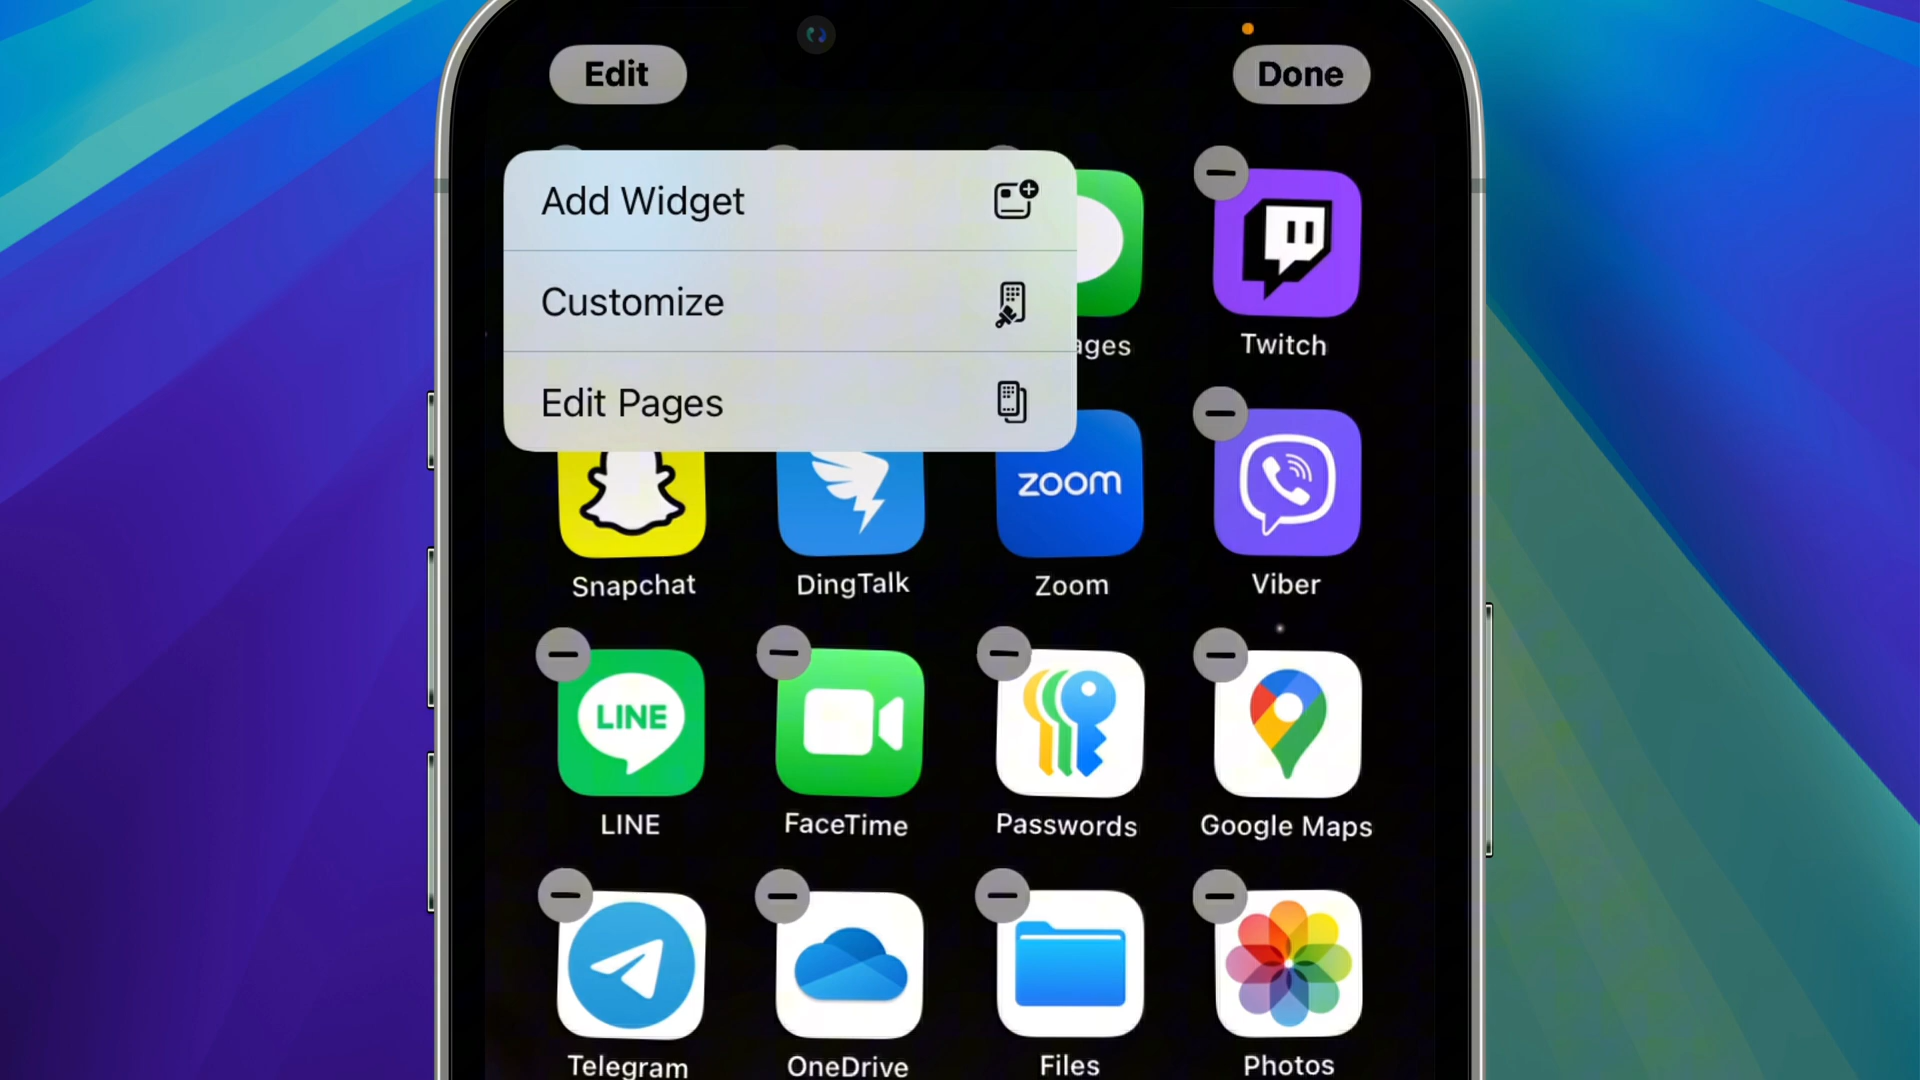 Edit
Done
Add Widget
Customize
Edit Pages
ages
Twitch
zoom
Snapchat
DingTalk
Zoom
Viber
LINE
LINE
FaceTime
Passwords
Google Maps
Telegram
OneDrive
Files
Photos